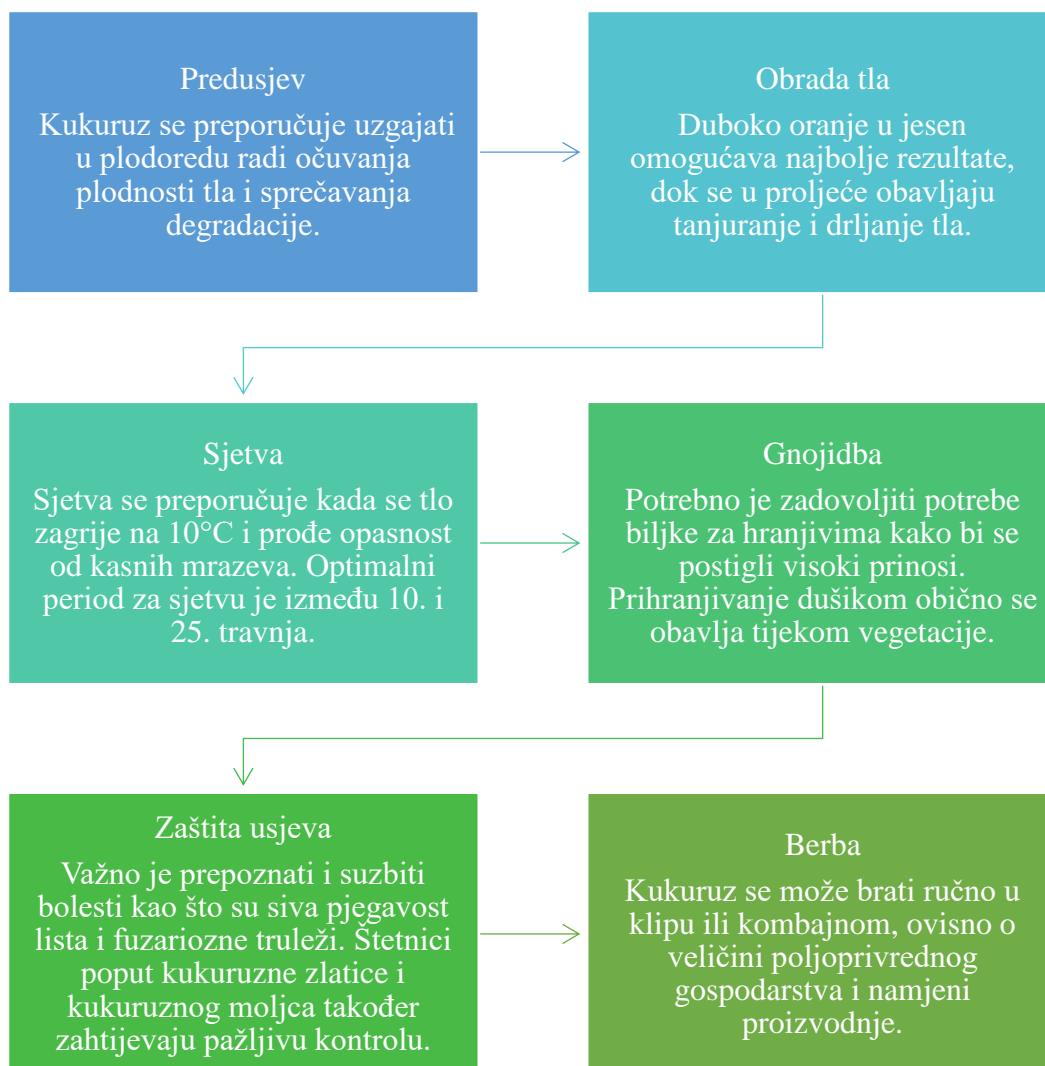 Predusjev
Kukuruz se preporučuje uzgajati
u plodoredu radi očuvanja
plodnosti tla i sprečavanja
degradacije.
Obrada tla
Duboko oranje u jesen
omogućava najbolje rezultate,
dok se u proljeće obavljaju
tanjuranje i drljanje tla.
Sjetva
Sjetva se preporučuje kada se tlo
zagrije na 10°C i prođe opasnost
od kasnih mrazeva. Optimalni
period za sjetvu je između 10. i
25. travnja.
Gnojidba
Potrebno je zadovoljiti potrebe
biljke za hranjivima kako bi se
postigli visoki prinosi.
Prihranjivanje dušikom obično se
obavlja tijekom vegetacije.
Zaštita usjeva
Važno je prepoznati i suzbiti
bolesti kao što su siva pjegavost
lista i fuzariozne truleži. Štetnici
poput kukuruzne zlatice i
kukuruznog moljca također
zahtijevaju pažljivu kontrolu.
Berba
Kukuruz se može brati ručno u
klipu ili kombajnom, ovisno o
veličini poljoprivrednog
gospodarstva i namjeni
proizvodnje.